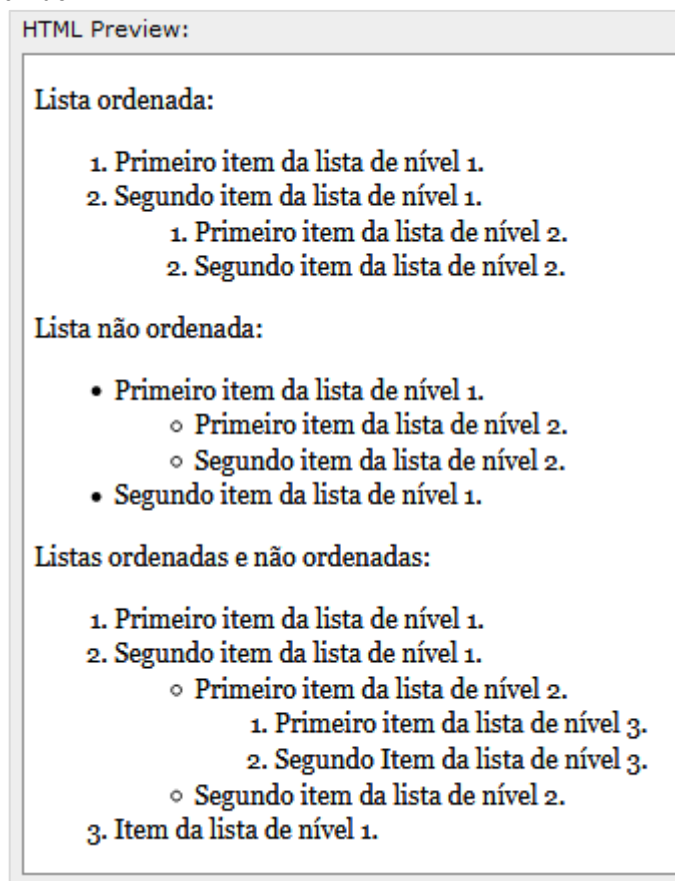 HTML Preview:
Lista ordenada:
1. Primeiro item da lista de nível 1.
2. Segundo item da lista de nível 1.
1. Primeiro item da lista de nível 2.
2. Segundo item da lista de nível 2.
Lista não ordenada:
• Primeiro item da lista de nível 1.
◦ Primeiro item da lista de nível 2.
◦ Segundo item da lista de nível 2.
• Segundo item da lista de nível 1.
Listas ordenadas e não ordenadas:
1. Primeiro item da lista de nível 1.
2. Segundo item da lista de nível 1.
◦ Primeiro item da lista de nível 2.
1. Primeiro item da lista de nível 3.
2. Segundo Item da lista de nível 3.
◦ Segundo item da lista de nível 2.
3. Item da lista de nível 1.